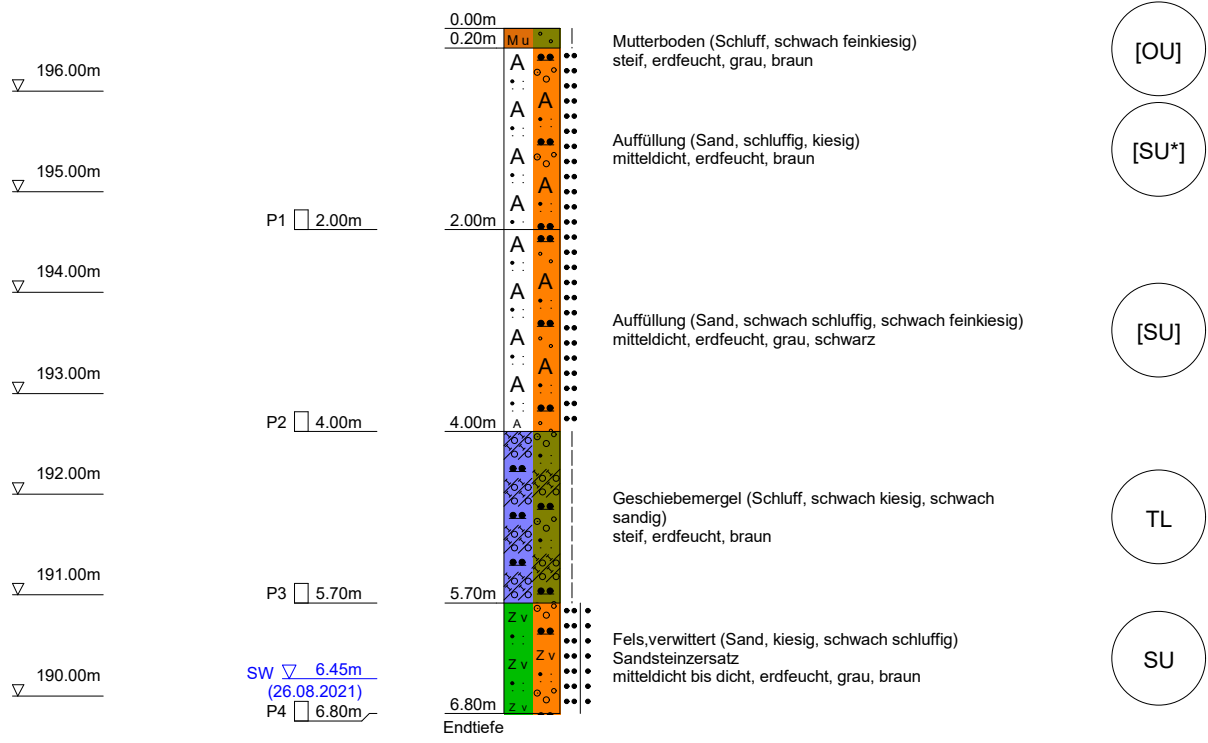 0.00m
0.20m
Mu
Mutterboden (Schluff, schwach feinkiesig)
steif, erdfeucht, grau, braun
[OU]
196.00m
A
A
A
A
Auffüllung (Sand, schluffig, kiesig)
mitteldicht, erdfeucht, braun
[SU*]
195.00m
A
A
P1 2.00m
2.00m
A
194.00m
A
A
A
Auffüllung (Sand, schwach schluffig, schwach feinkiesig)
mitteldicht, erdfeucht, grau, schwarz
[SU]
193.00m
A
A
P2 4.00m
4.00m
A
192.00m
Geschiebemergel (Schluff, schwach kiesig, schwach
sandig)
steif, erdfeucht, braun
TL
191.00m
P3 5.70m
5.70m
Zv
Fels,verwittert (Sand, kiesig, schwach schluffig)
Sandsteinzersatz
mitteldicht bis dicht, erdfeucht, grau, braun
SU
Zv
Zv
190.00m
SW 6.45m
(26.08.2021)
P4 6.80m
6.80m
Zv
Endtiefe